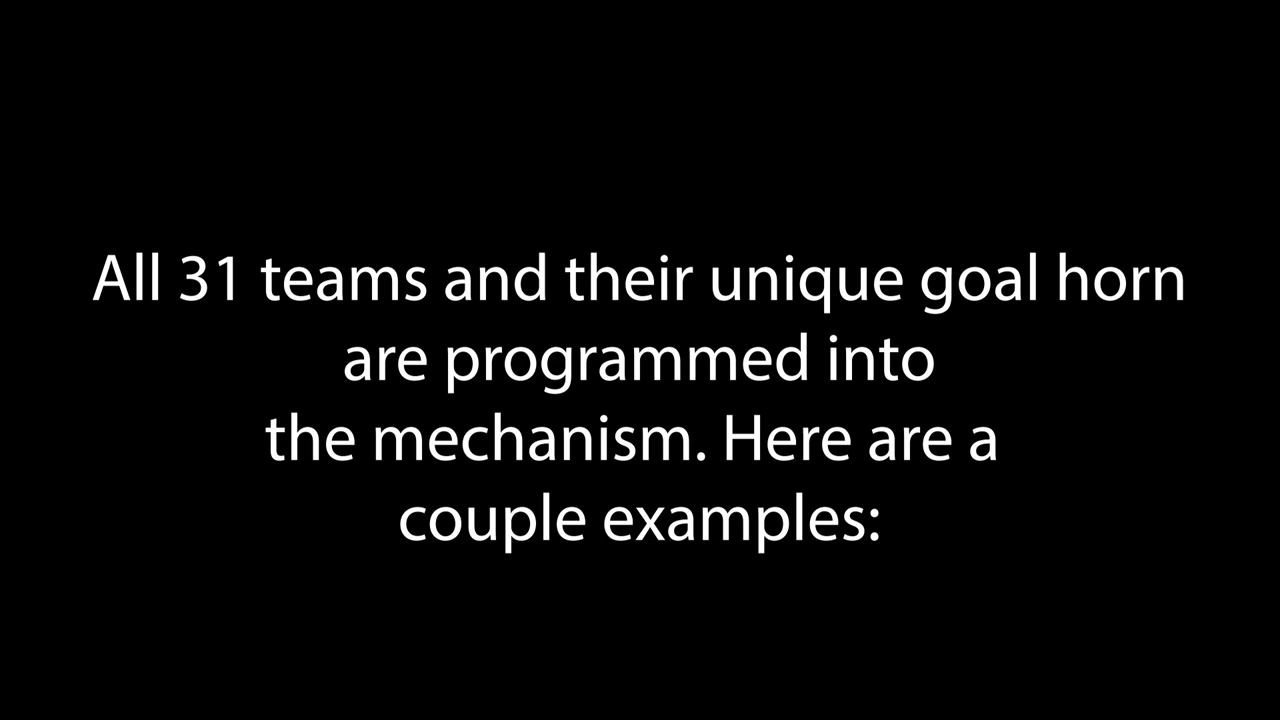 All 31 teams and their unique goal horn
are programmed into
the mechanism. Here are a
couple examples: